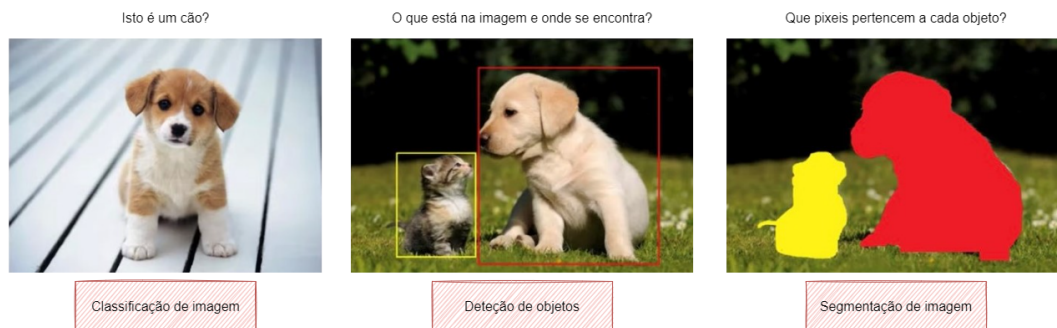 Isto é um cão?
O que está na imagem e onde se encontra?
Que pixeis pertencem a cada objeto?
Classificação de imagem
Deteção de objetos
Segmentação de imagem